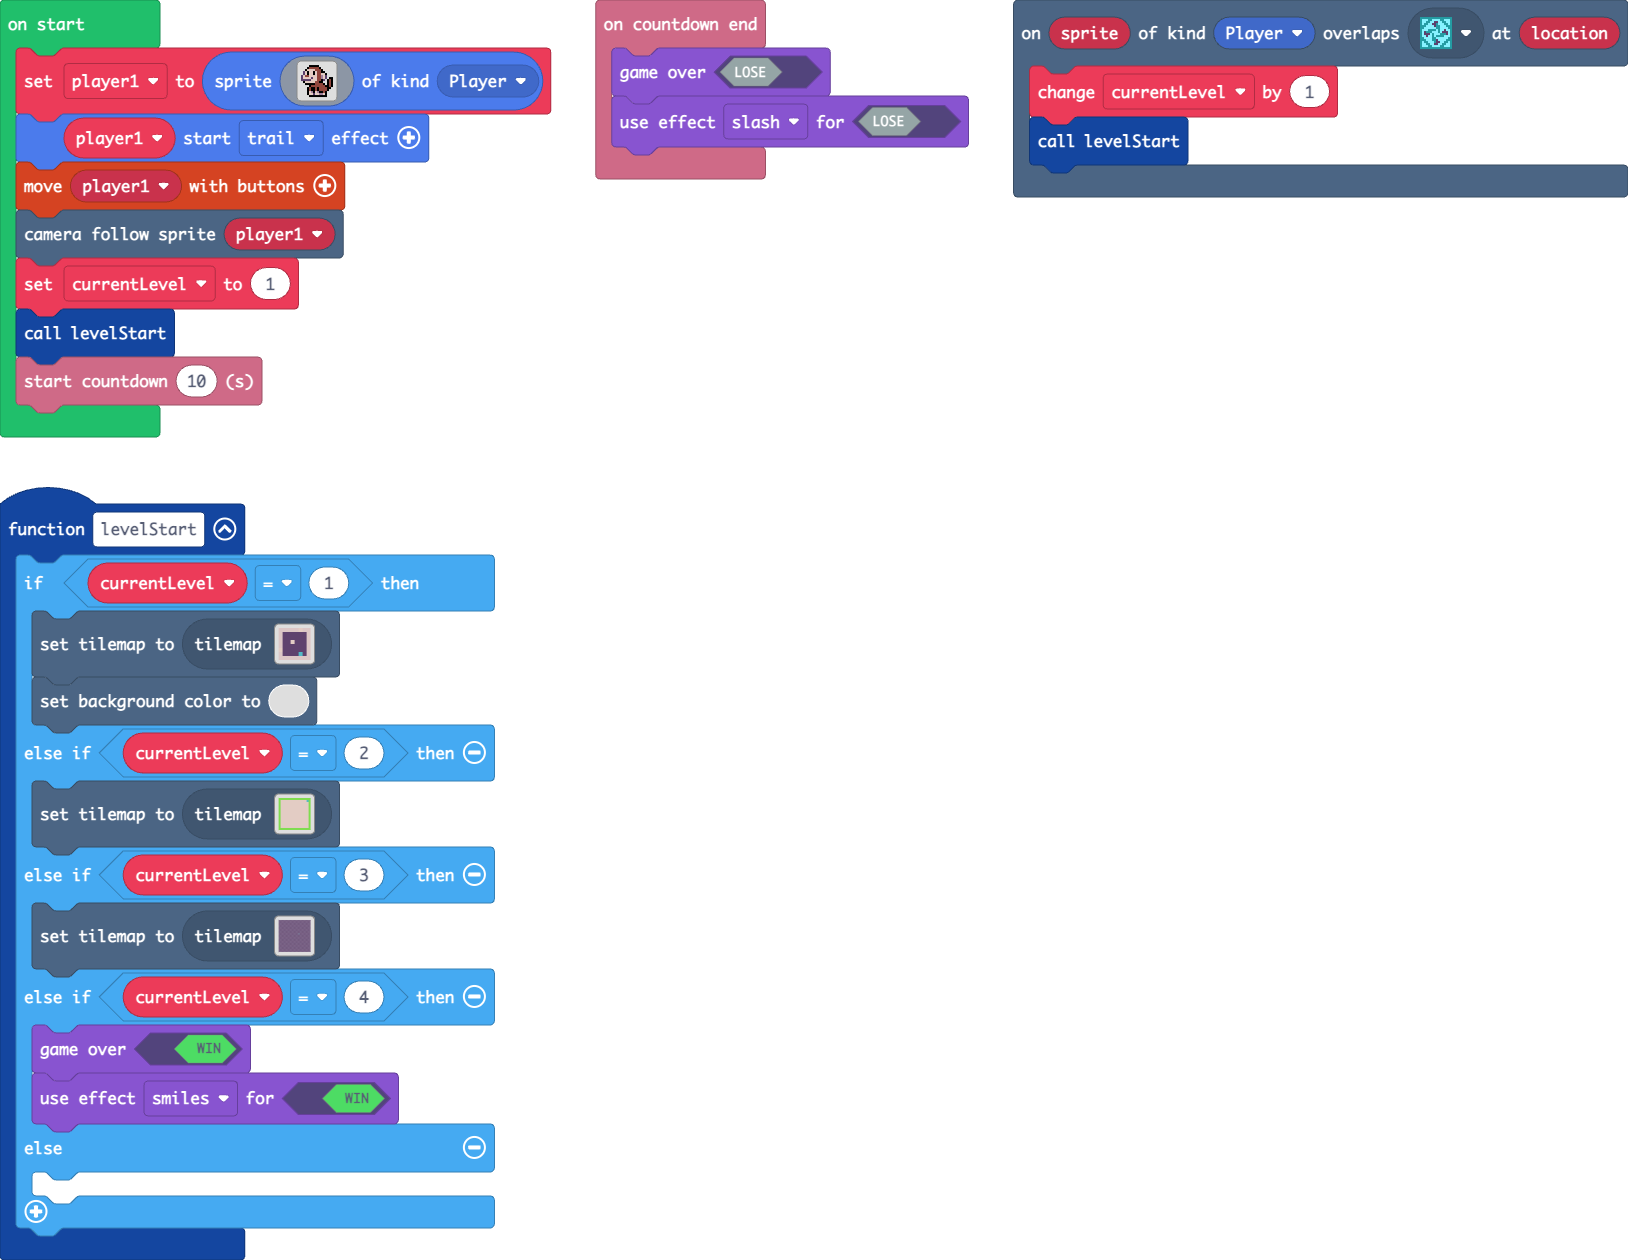 on start
set player1 to sprite of kind Player
player1 start trail effect
move player1 with buttons
camera follow sprite player1
set currentLevel to 1
call levelStart
start countdown 10 (s)
on countdown end
game over LOSE
use effect slash for LOSE
on sprite of kind Player overlaps at location
change currentLevel by 1
call levelStart
function levelStart
if currentLevel = 1 then
set tilemap to tilemap
set background color to
else if currentLevel = 2 then
set tilemap to tilemap
else if currentLevel = 3 then
set tilemap to tilemap
else if currentLevel = 4 then
game over WIN
use effect smiles for WIN
else